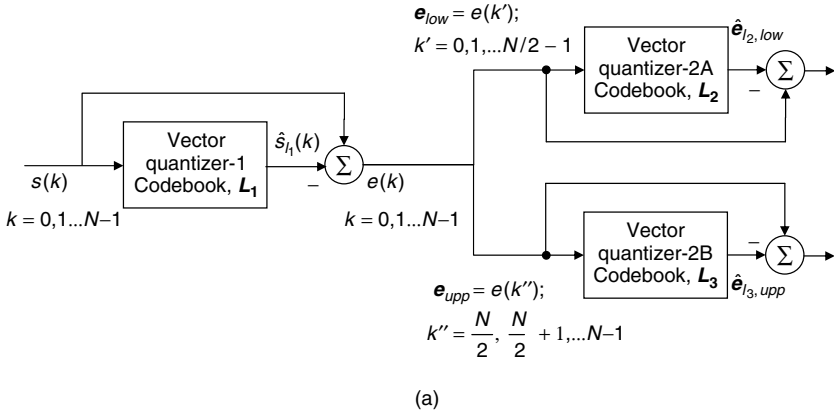 e_low = e(k′);
k′ = 0,1,...N/2 − 1
Vector
quantizer-2A
Codebook, L₂
ê_l₂,low
−
Σ
Vector
quantizer-1
Codebook, L₁
s(k)
k = 0,1...N−1
ŝ_l₁(k)
−
Σ
e(k)
k = 0,1...N−1
Vector
quantizer-2B
Codebook, L₃
−
Σ
ê_l₃,upp
e_upp = e(k″);
k″ = N/2, N/2 + 1,...N−1
(a)